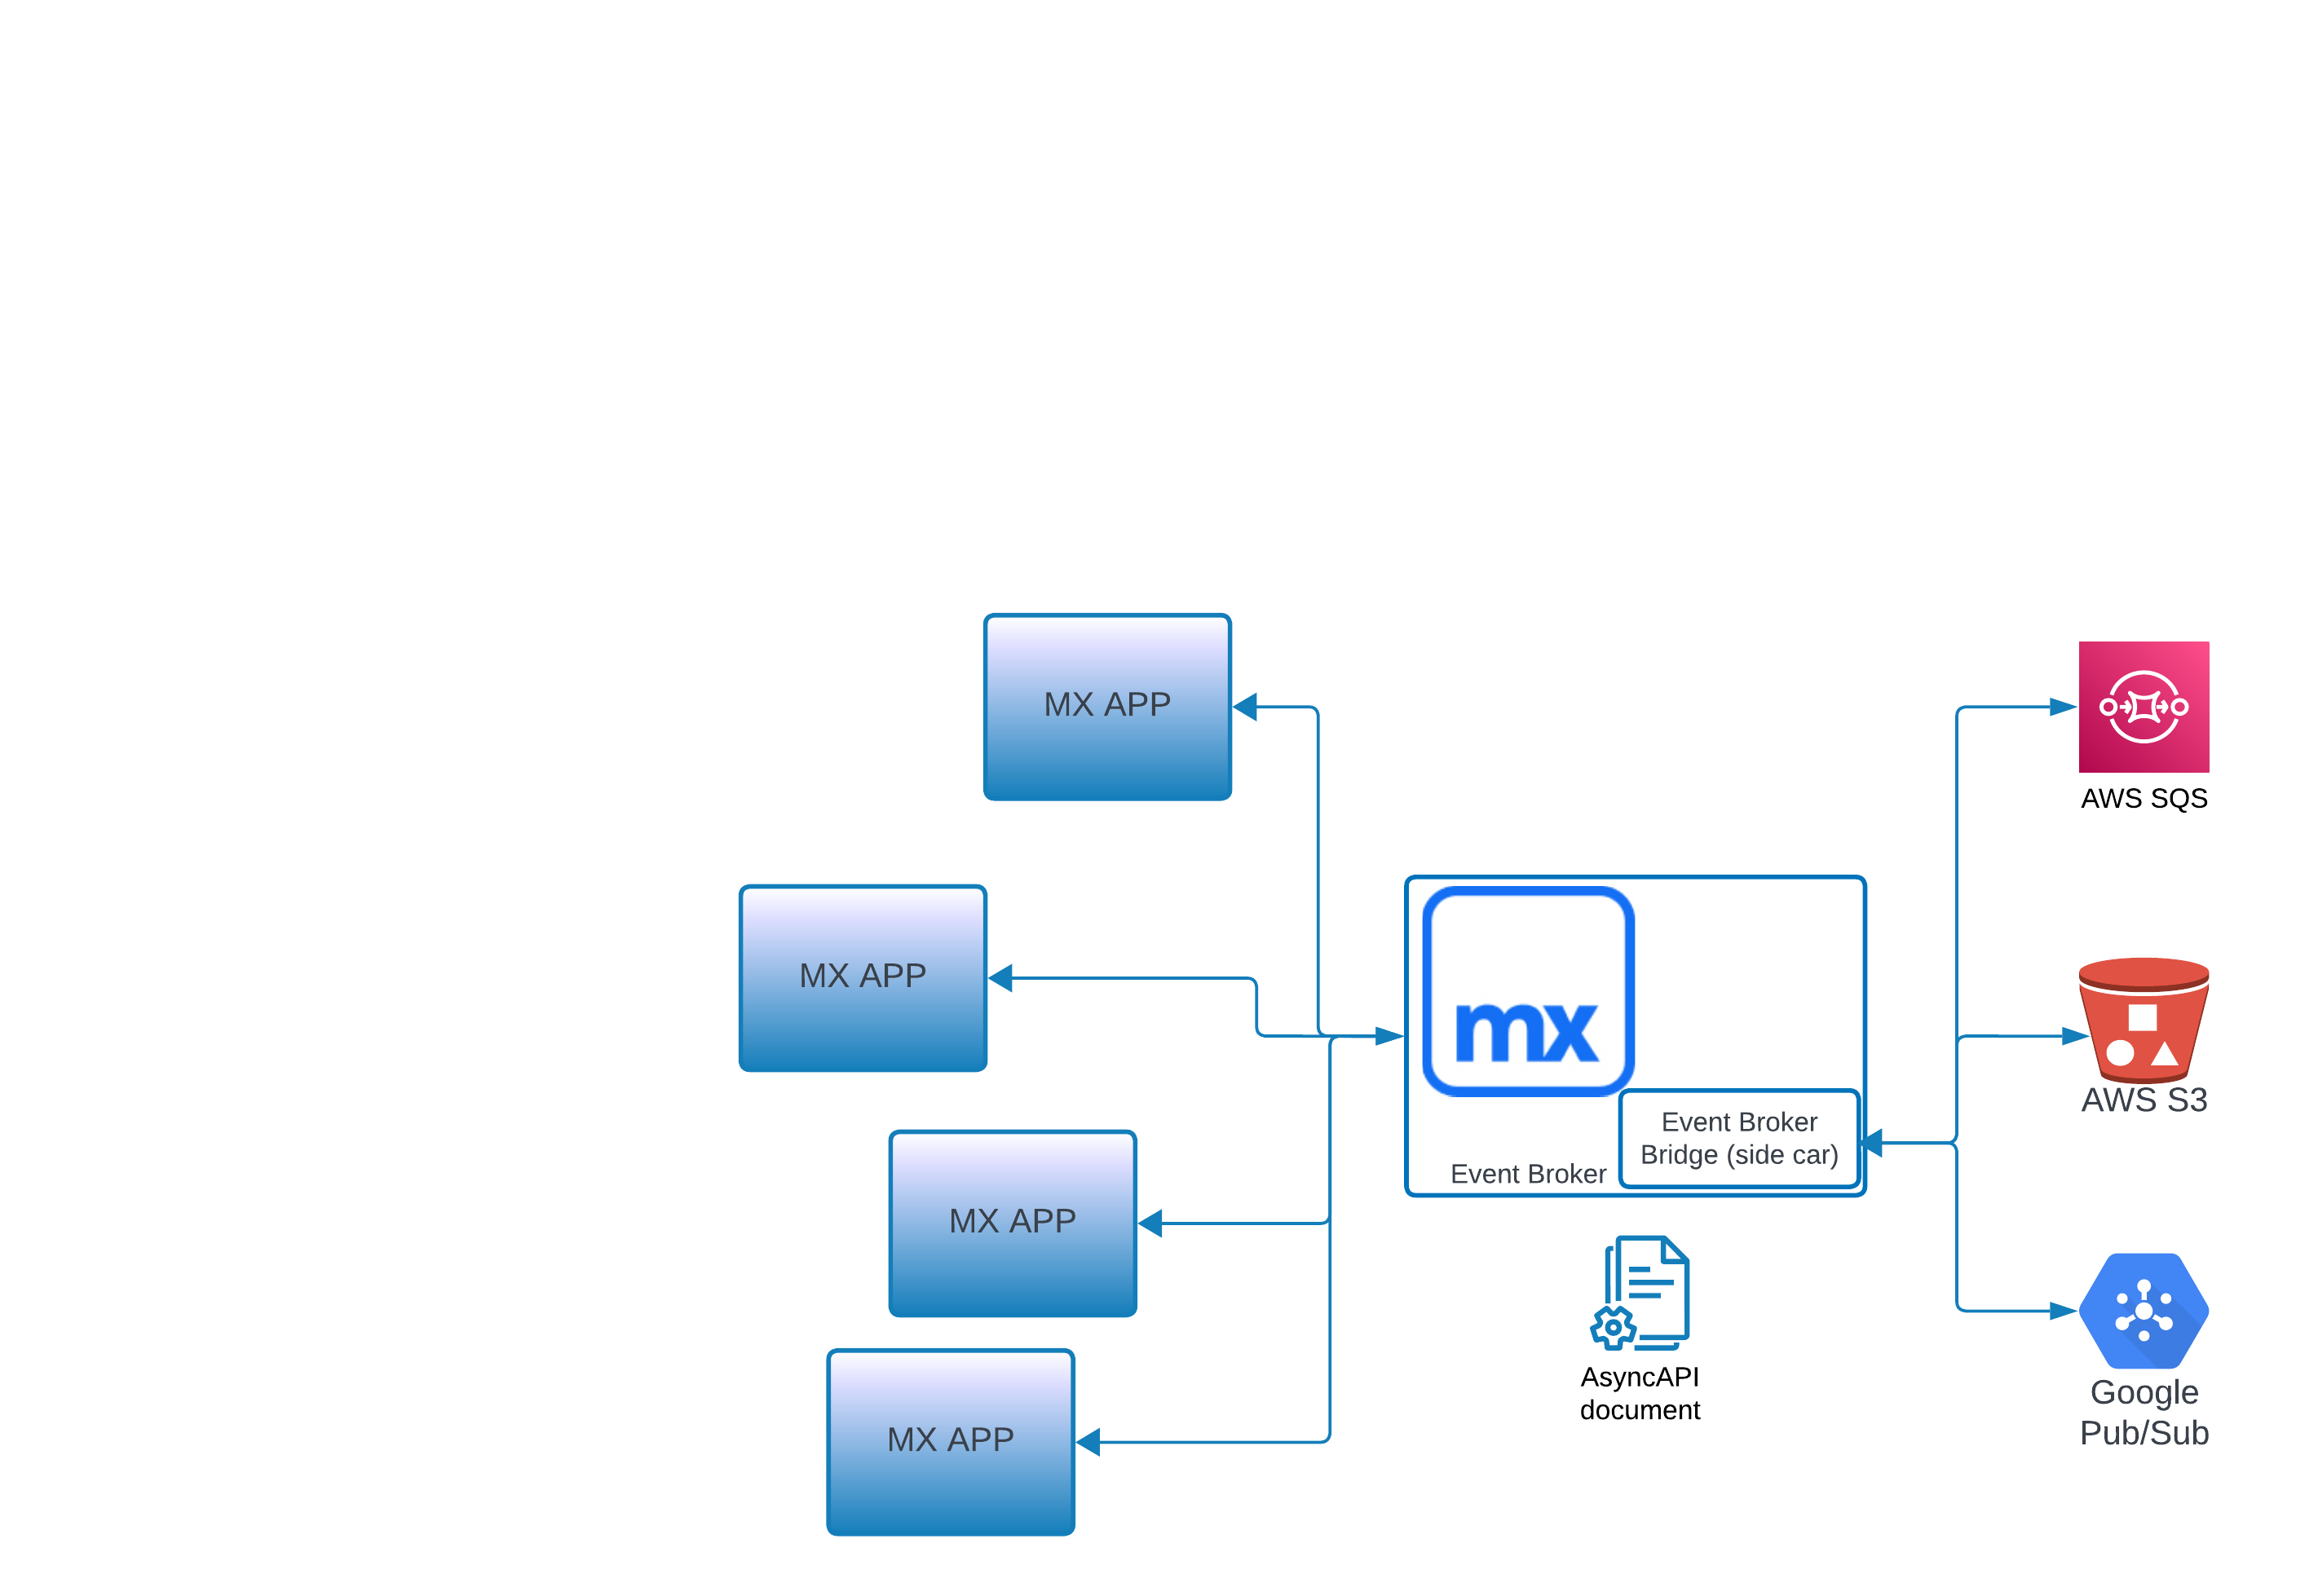 MX APP
AWS SQS
MX APP
mx
AWS S3
Event Broker
Bridge (side car)
Event Broker
MX APP
AsyncAPI
document
Google
Pub/Sub
MX APP